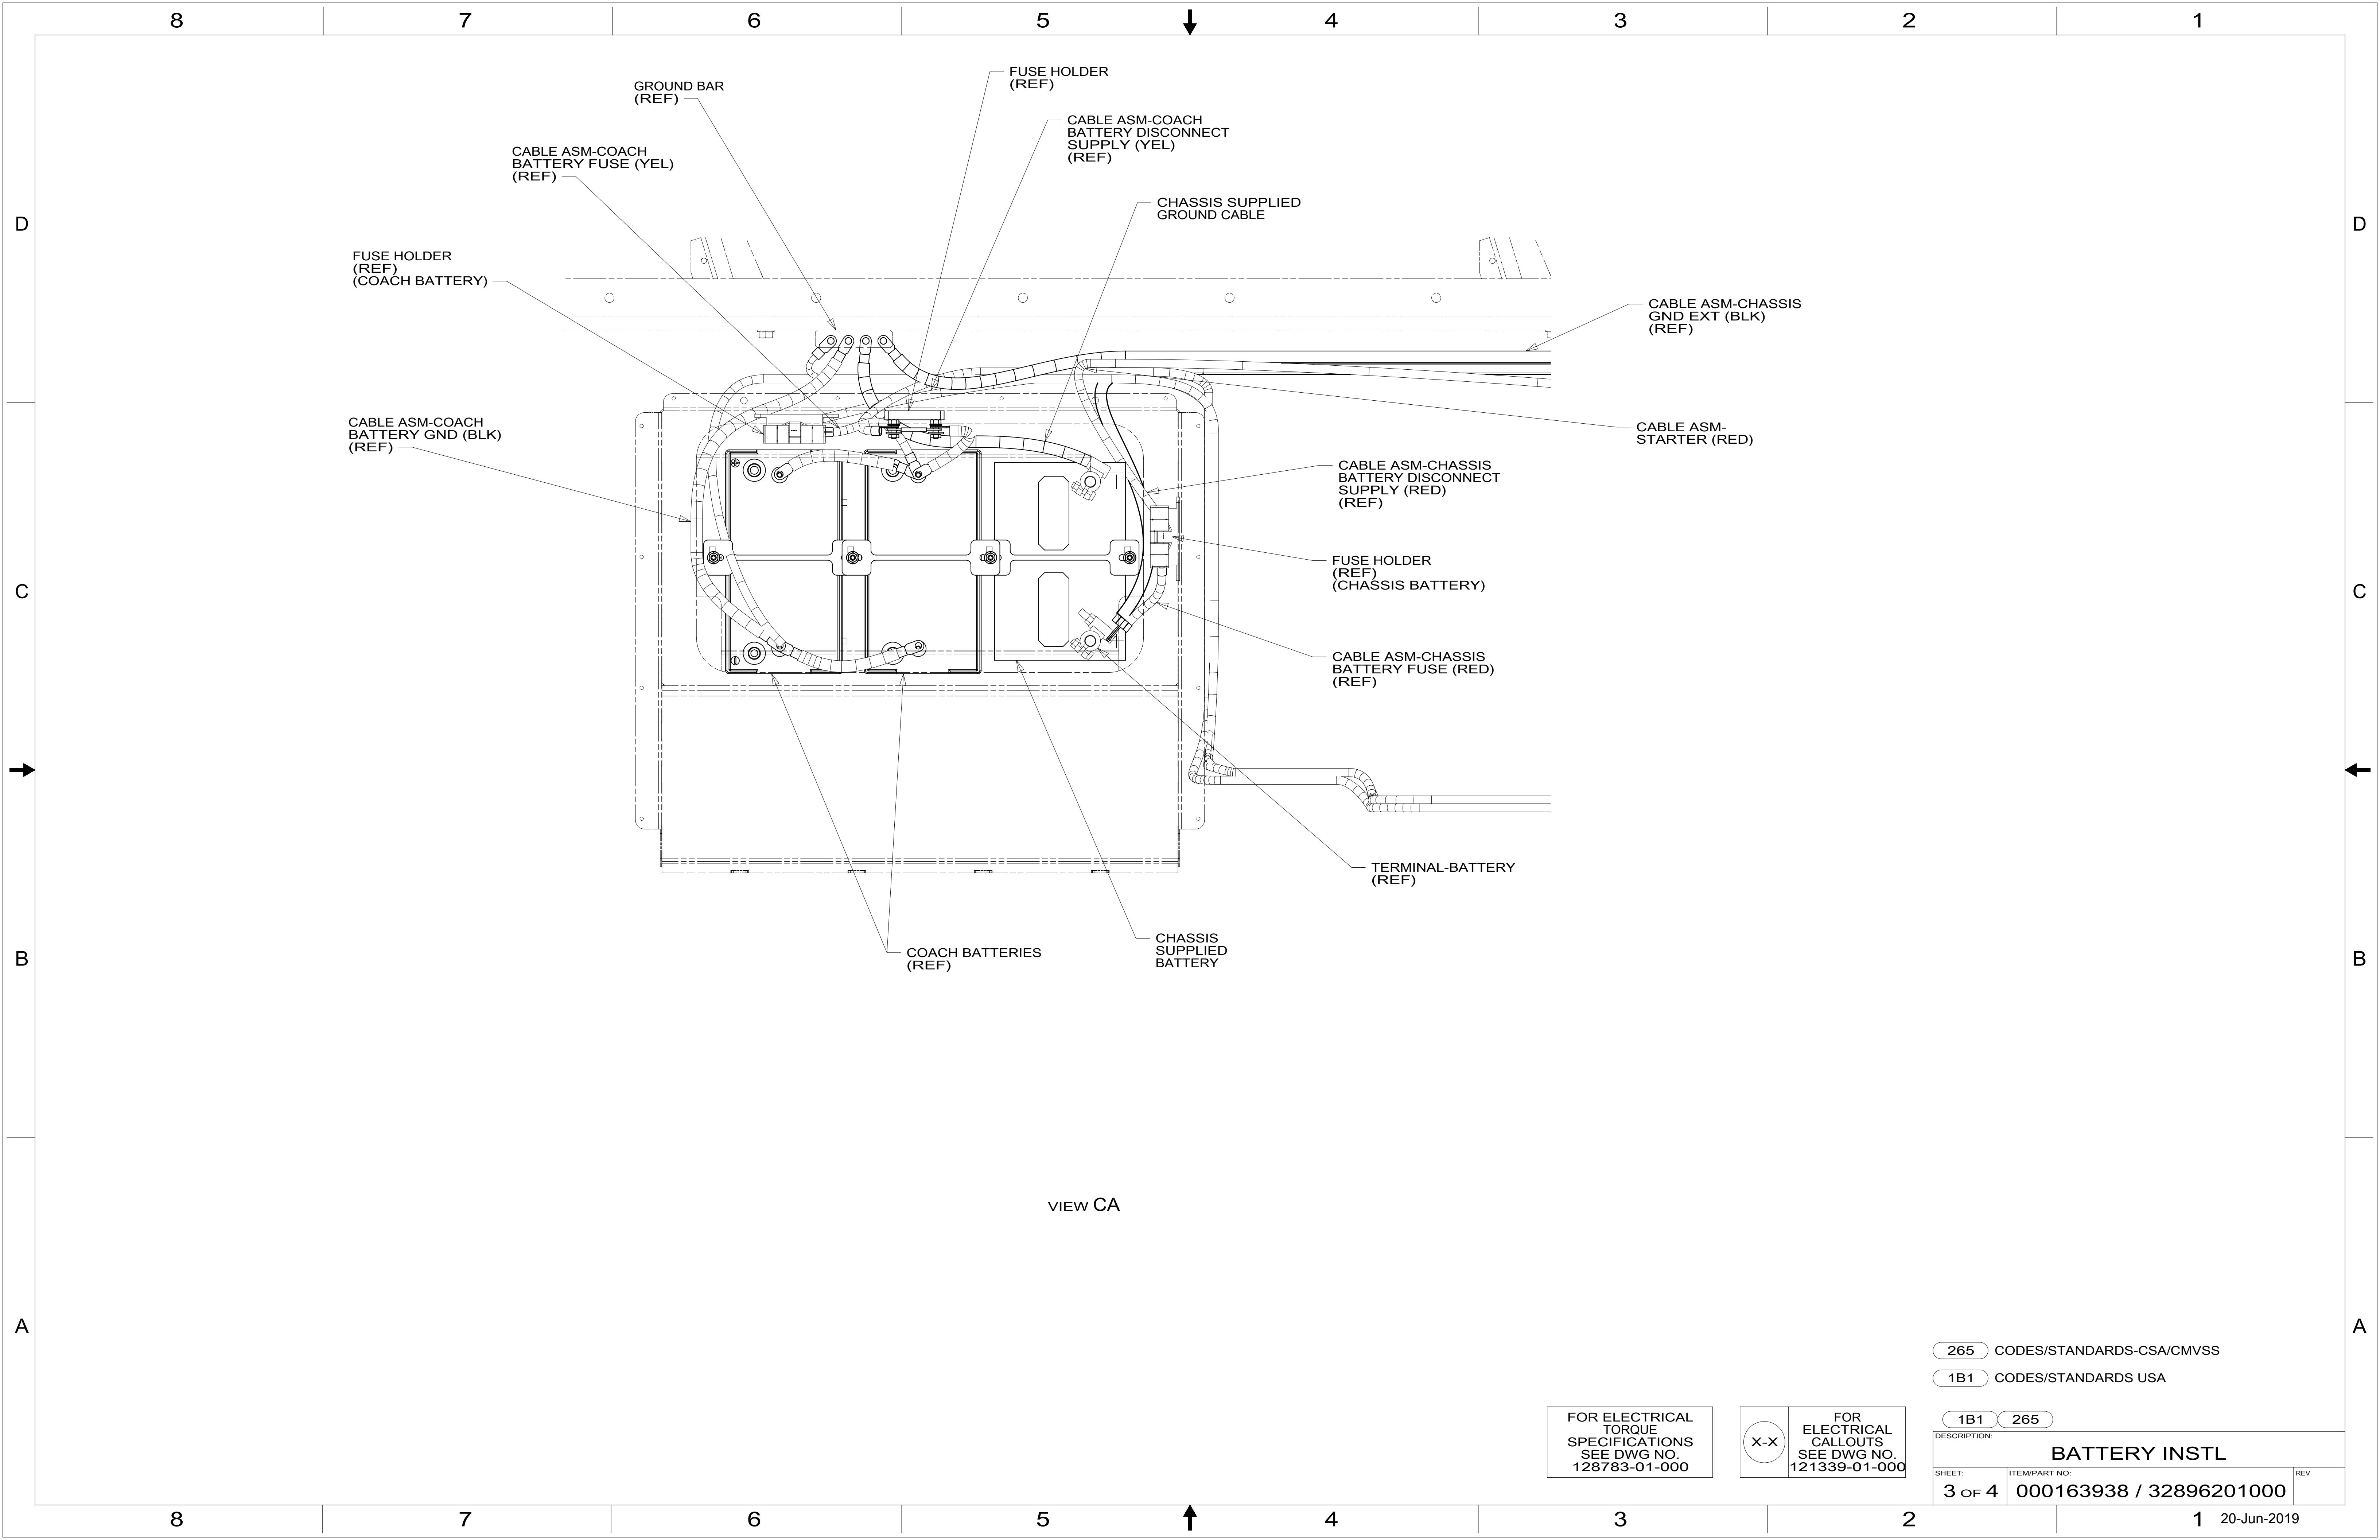 8 7 6 5 4 3 2 1
FUSE HOLDER
(REF)
GROUND BAR
(REF)
CABLE ASM-COACH
BATTERY DISCONNECT
SUPPLY (YEL)
(REF)
CABLE ASM-COACH
BATTERY FUSE (YEL)
(REF)
CHASSIS SUPPLIED
GROUND CABLE
D
D
FUSE HOLDER
(REF)
(COACH BATTERY)
CABLE ASM-CHASSIS
GND EXT (BLK)
(REF)
CABLE ASM-COACH
BATTERY GND (BLK)
(REF)
CABLE ASM-
STARTER (RED)
CABLE ASM-CHASSIS
BATTERY DISCONNECT
SUPPLY (RED)
(REF)
FUSE HOLDER
(REF)
(CHASSIS BATTERY)
C
C
CABLE ASM-CHASSIS
BATTERY FUSE (RED)
(REF)
TERMINAL-BATTERY
(REF)
COACH BATTERIES
(REF)
CHASSIS
SUPPLIED
BATTERY
B
B
VIEW CA
A
A
265 CODES/STANDARDS-CSA/CMVSS
1B1 CODES/STANDARDS USA
FOR ELECTRICAL
TORQUE
SPECIFICATIONS
SEE DWG NO.
128783-01-000
X-X
FOR
ELECTRICAL
CALLOUTS
SEE DWG NO.
121339-01-000
1B1 265
DESCRIPTION:
BATTERY INSTL
SHEET:
3 OF 4
ITEM/PART NO:
000163938 / 32896201000
REV
8 7 6 5 4 3 2 1
20-Jun-2019